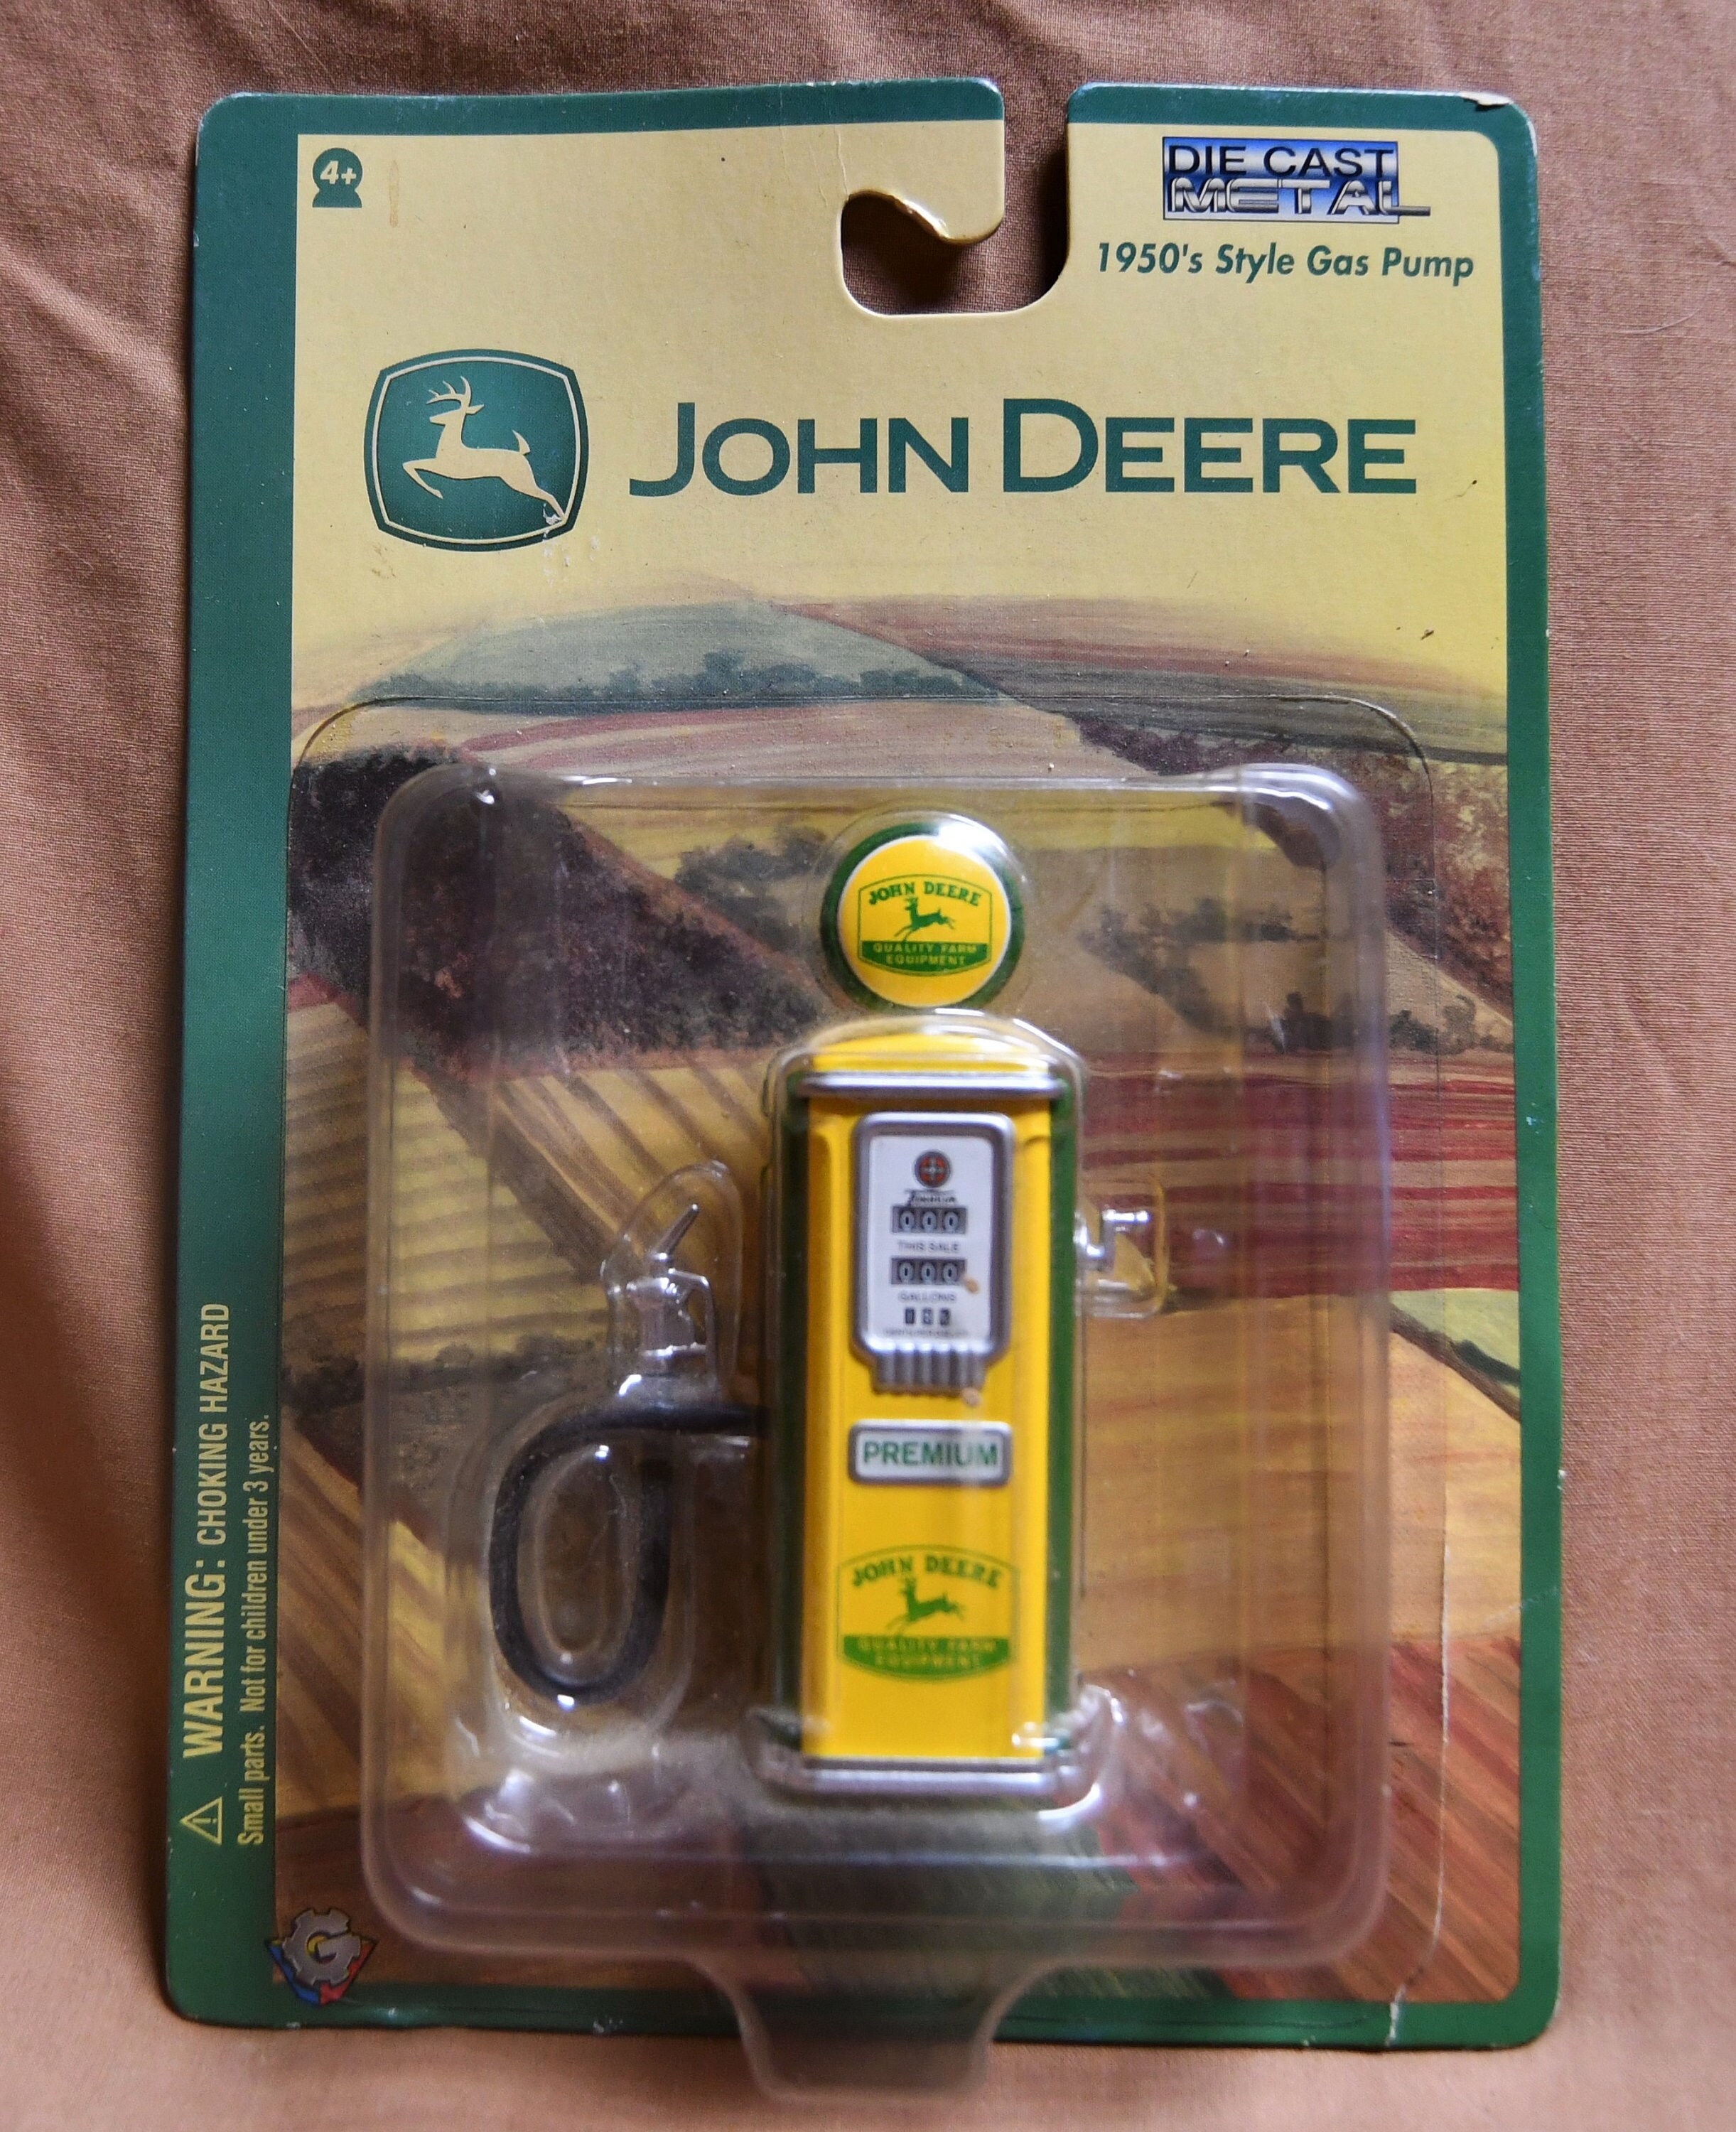 4+
DIE CAST
METAL
1950's Style Gas Pump
JOHN DEERE
JOHN DEERE
QUALITY FARM
EQUIPMENT
000
THIS SALE
000
GALLONS
PREMIUM
JOHN DEERE
QUALITY FARM
EQUIPMENT
WARNING: CHOKING HAZARD
Small parts. Not for children under 3 years.
G